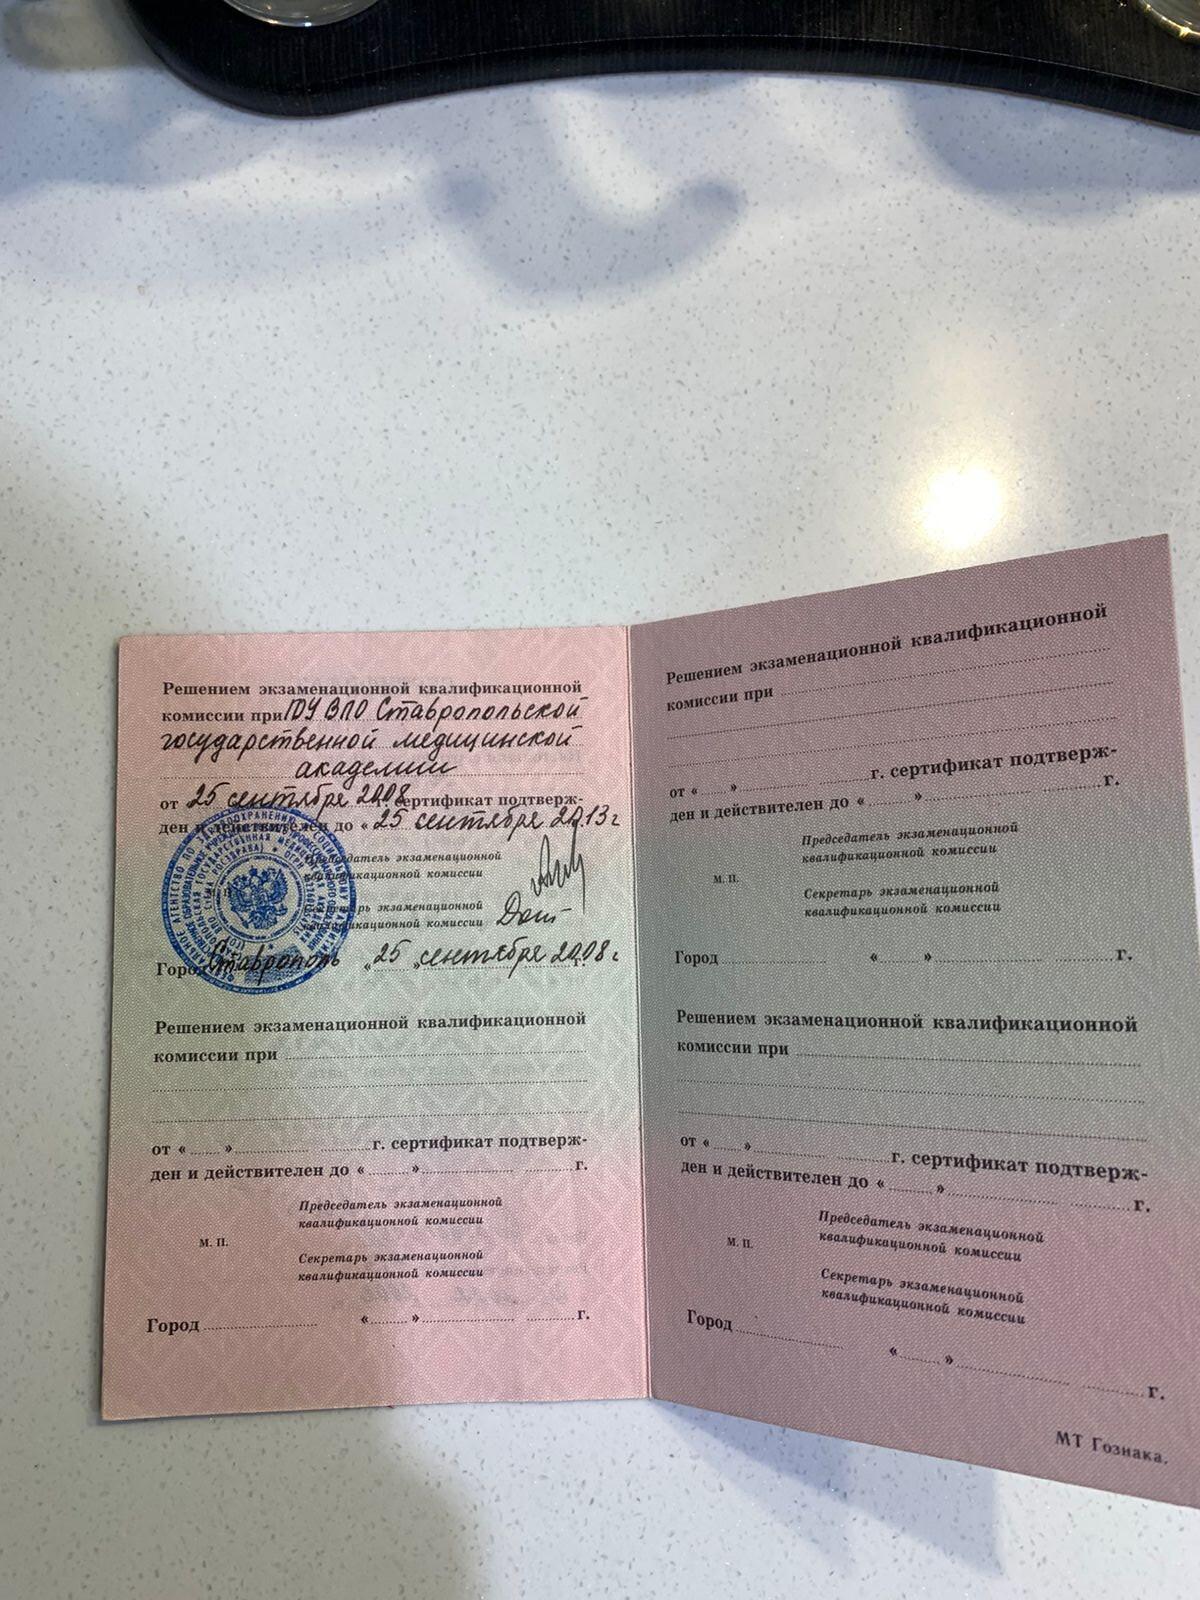 Решением экзаменационной квалификационной
комиссии при ГОУ ВПО Ставропольской
государственной медицинской
академии
от 25 сентября 2008 сертификат подтверж-
ден и действителен до « 25 сентября 2013 г
Председатель экзаменационной
квалификационной комиссии
Секретарь экзаменационной
квалификационной комиссии
Город Ставрополь « 25 » сентября 2008 г
Решением экзаменационной квалификационной
комиссии при
от « » г. сертификат подтверж-
ден и действителен до « » г.
Председатель экзаменационной
квалификационной комиссии
М. П.
Секретарь экзаменационной
квалификационной комиссии
Город « » г.
Решением экзаменационной квалификационной
комиссии при
от « » г. сертификат подтверж-
ден и действителен до « » г.
Председатель экзаменационной
квалификационной комиссии
М. П.
Секретарь экзаменационной
квалификационной комиссии
Город « » г.
Решением экзаменационной квалификационной
комиссии при
от « » г. сертификат подтверж-
ден и действителен до « » г.
Председатель экзаменационной
квалификационной комиссии
М. П.
Секретарь экзаменационной
квалификационной комиссии
Город « » г.
МТ Гознака.